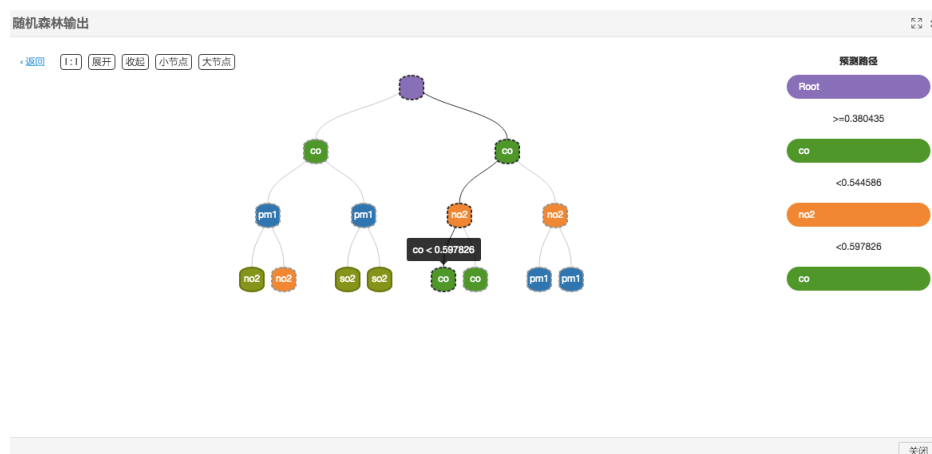 随机森林输出
‹返回 1:1 展开 收起 小节点 大节点
预测路径
Root
>=0.380435
co
<0.544586
no2
<0.597826
co
co co
pm1 pm1 no2 no2
co < 0.597826
no2 no2 so2 so2 co co pm1 pm1
关闭